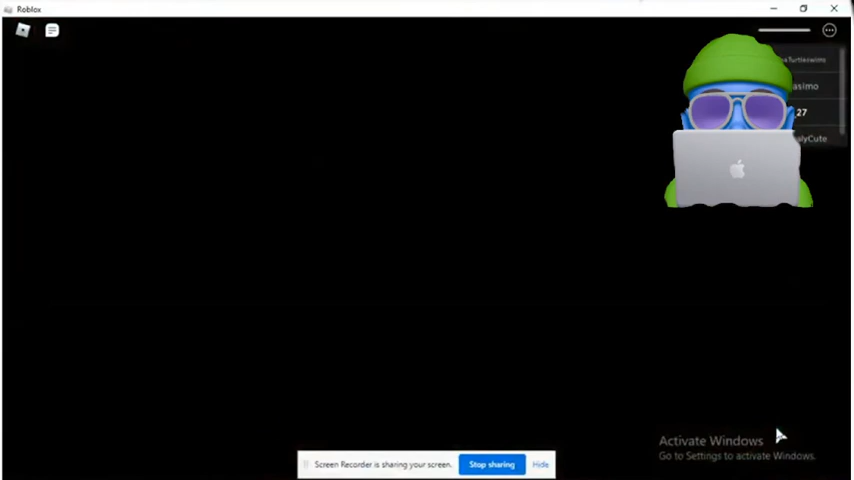 Roblox
27
Activate Windows
Go to Settings to activate Windows.
Screen Recorder is sharing your screen.
Stop sharing
Hide